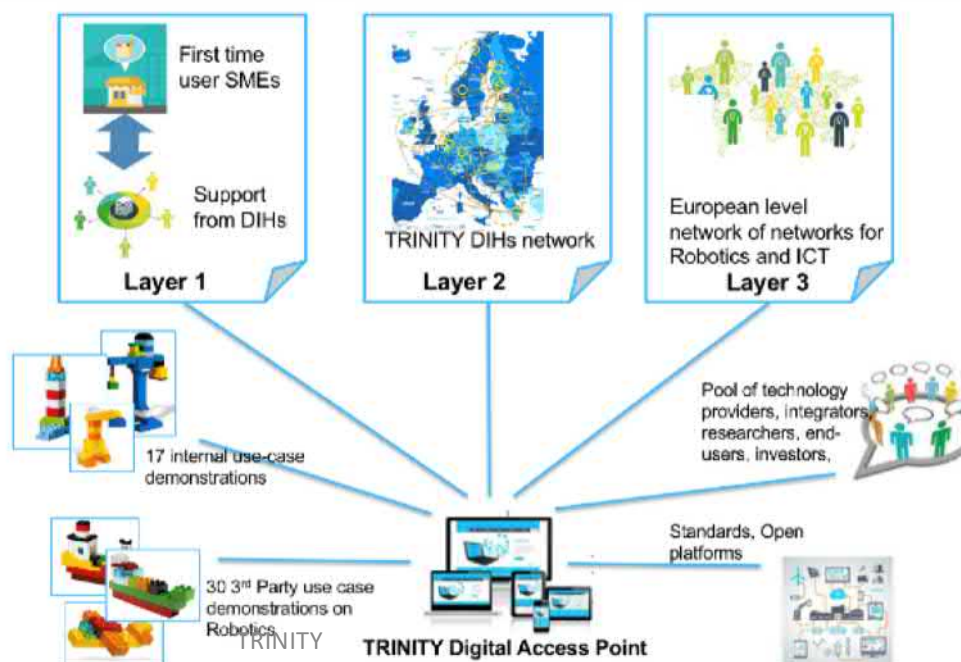 First time
user SMEs
Support
from DIHs
Layer 1
TRINITY DIHs network
Layer 2
European level
network of networks for
Robotics and ICT
Layer 3
17 internal use-case
demonstrations
Pool of technology
providers, integrators,
researchers, end-
users, investors,
30 3rd Party use case
demonstrations on
Robotics
TRINITY
Standards, Open
platforms
TRINITY Digital Access Point